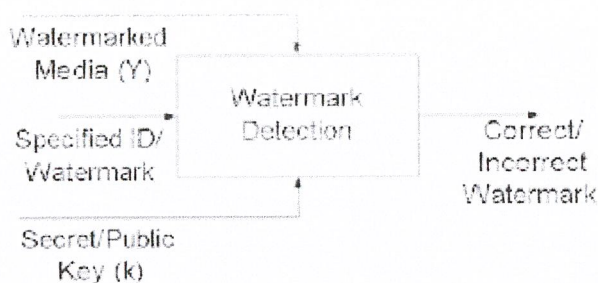 Watermarked
Media (Y)
Watermark
Detection
Specified ID/
Watermark
Correct/
Incorrect
Watermark
Secret/Public
Key (k)